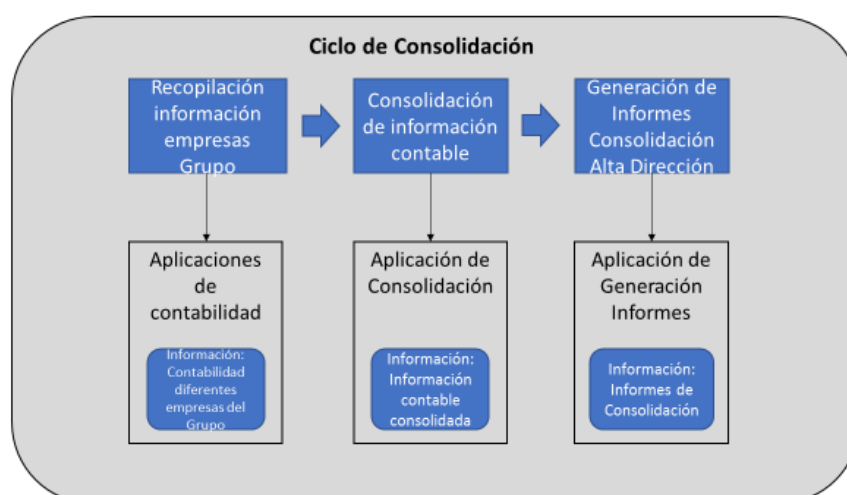 Ciclo de Consolidación
Recopilación
información
empresas
Grupo
Consolidación
de información
contable
Generación de
Informes
Consolidación
Alta Dirección
Aplicaciones
de
contabilidad
Información:
Contabilidad
diferentes
empresas del
Grupo
Aplicación de
Consolidación
Información:
Información
contable
consolidada
Aplicación de
Generación
Informes
Información:
Informes de
Consolidación